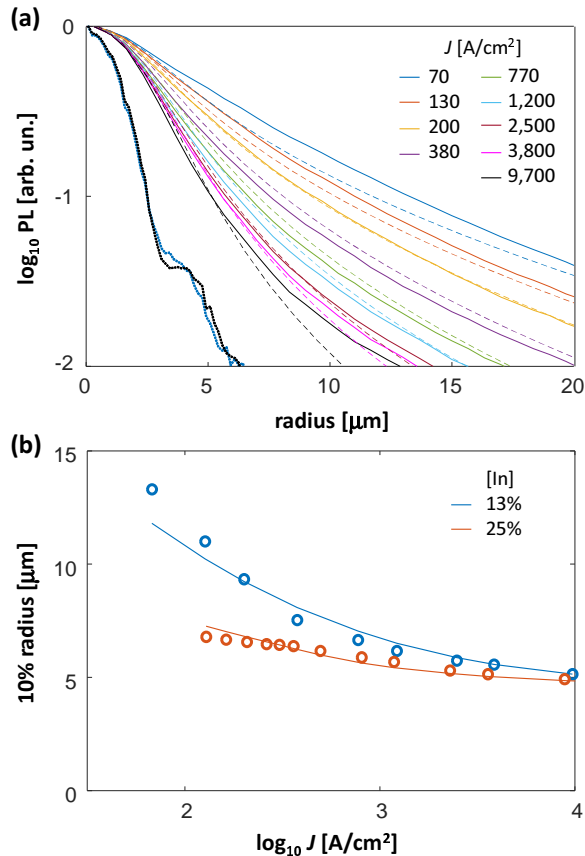 (a)
log₁₀ PL [arb. un.]
0
-1
-2
J [A/cm²]
70 770
130 1,200
200 2,500
380 3,800
9,700
0 5 10 15 20
radius [μm]
(b)
10% radius [μm]
15
10
5
0
[In]
13%
25%
2 3 4
log₁₀ J [A/cm²]